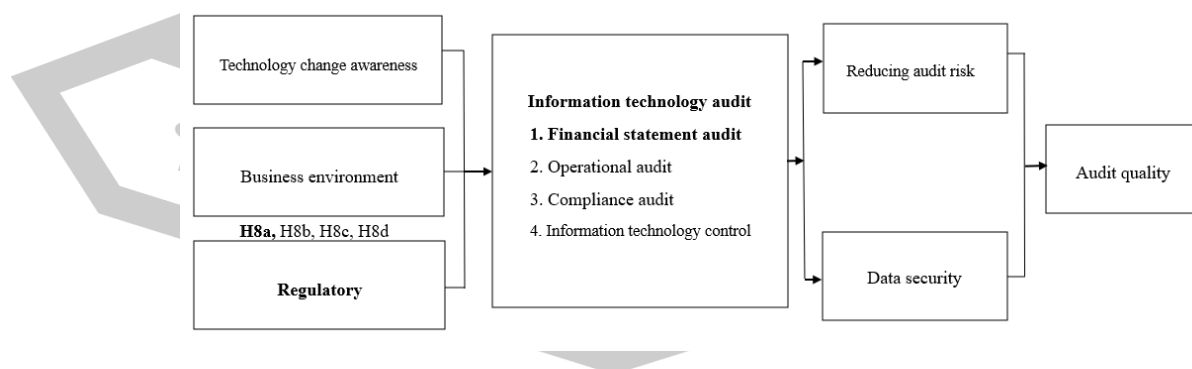 Technology change awareness
Business environment
H8a, H8b, H8c, H8d
Regulatory
Information technology audit
1. Financial statement audit
2. Operational audit
3. Compliance audit
4. Information technology control
Reducing audit risk
Data security
Audit quality